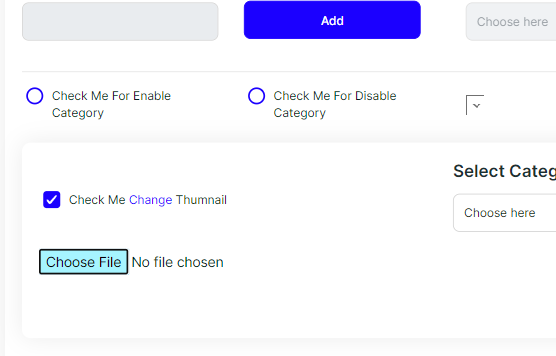 Add
Choose here
Check Me For Enable
Category
Check Me For Disable
Category
Select Categ
Check Me Change Thumnail
Choose here
Choose File No file chosen